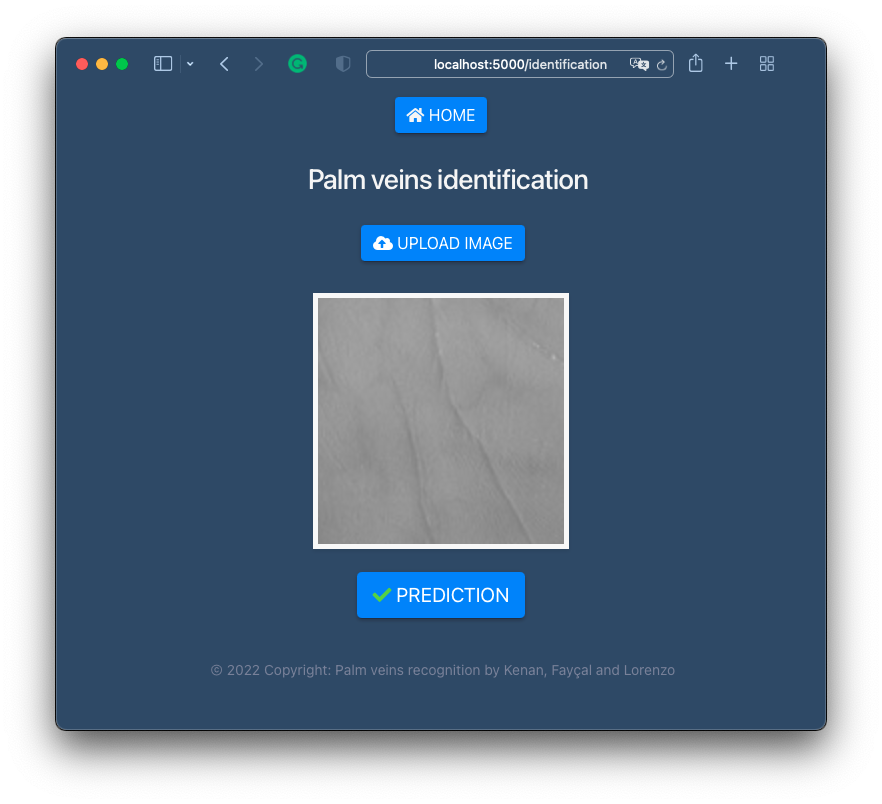 localhost:5000/identification
HOME
Palm veins identification
UPLOAD IMAGE
PREDICTION
© 2022 Copyright: Palm veins recognition by Kenan, Fayçal and Lorenzo